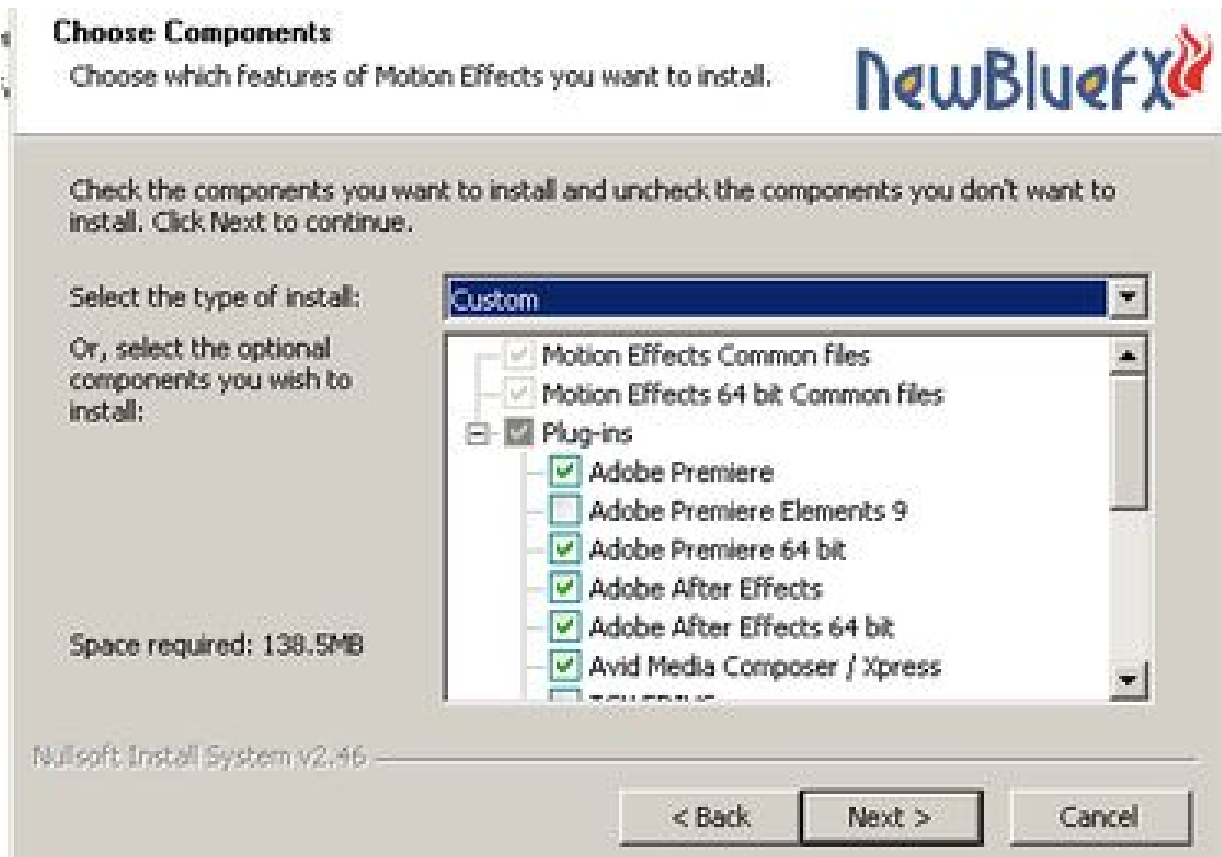 Choose Components
Choose which features of Motion Effects you want to install.
NewBlueFX
Check the components you want to install and uncheck the components you don't want to
install. Click Next to continue.
Select the type of install:
Custom
Or, select the optional
components you wish to
install:
Motion Effects Common files
Motion Effects 64 bit Common files
Plug-ins
Adobe Premiere
Adobe Premiere Elements 9
Adobe Premiere 64 bit
Adobe After Effects
Adobe After Effects 64 bit
Avid Media Composer / Xpress
Space required: 138.5MB
Nullsoft Install System v2.46
< Back
Next >
Cancel